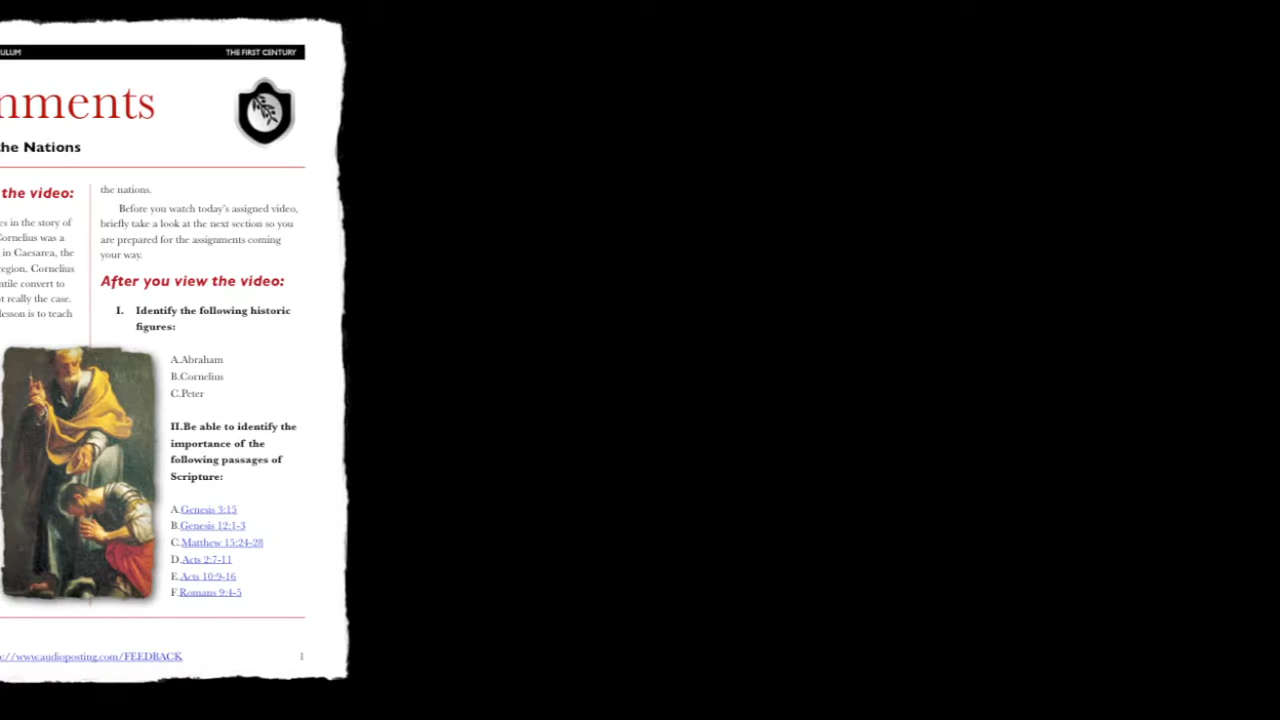 ULUM THE FIRST CENTURY
nments
the Nations
the video:
es in the story of
Cornelius was a
in Caesarea, the
region. Cornelius
ntile convert to
t really the case.
lesson is to teach
the nations.
Before you watch today's assigned video,
briefly take a look at the next section so you
are prepared for the assignments coming
your way.
After you view the video:
I. Identify the following historic
figures:
A.Abraham
B.Cornelius
C.Peter
II.Be able to identify the
importance of the
following passages of
Scripture:
A.Genesis 3:15
B.Genesis 12:1-3
C.Matthew 15:24-28
D.Acts 2:7-11
E.Acts 10:9-16
F.Romans 9:4-5
://www.audioposting.com/FEEDBACK 1